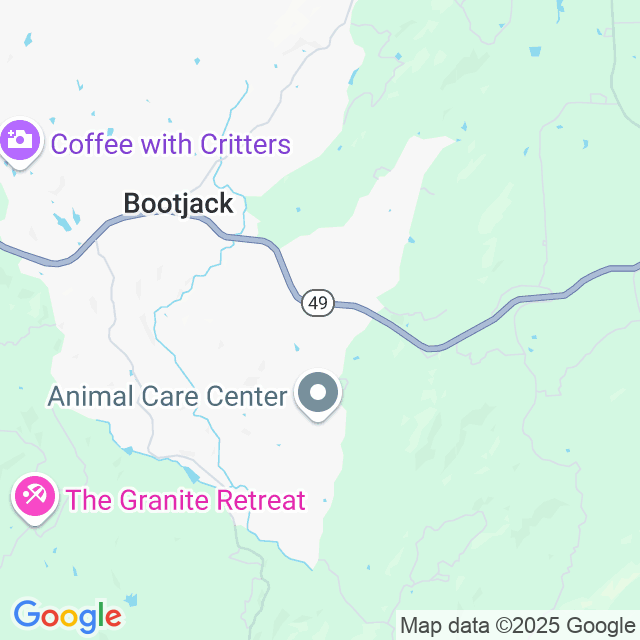 Coffee with Critters
Bootjack
49
Animal Care Center
The Granite Retreat
Google
Map data ©2025 Google